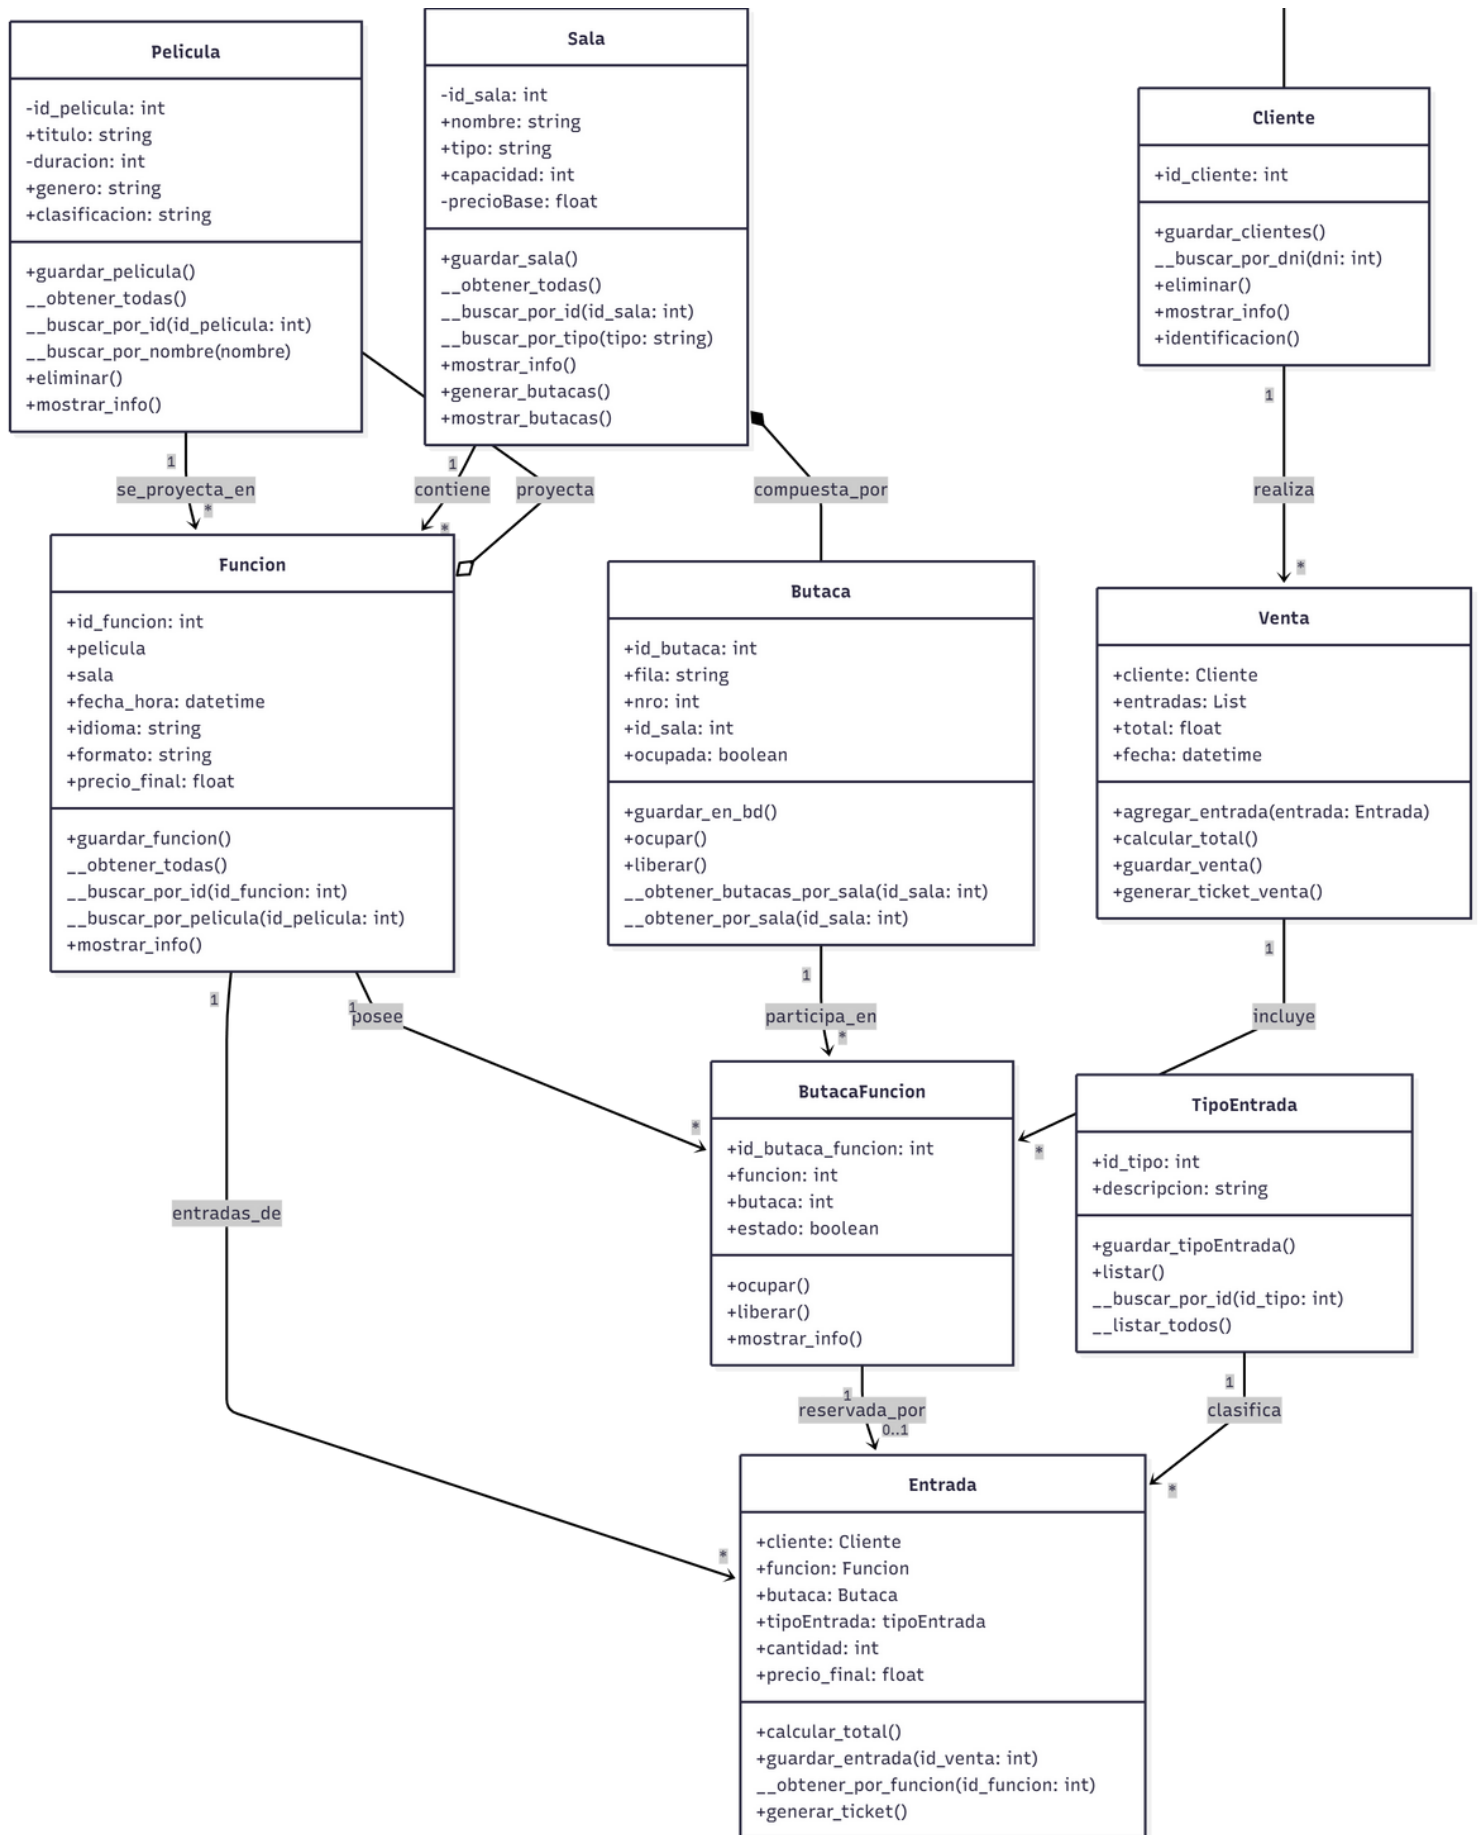 Pelicula
-id_pelicula: int
+titulo: string
-duracion: int
+genero: string
+clasificacion: string
+guardar_pelicula()
__obtener_todas()
__buscar_por_id(id_pelicula: int)
__buscar_por_nombre(nombre)
+eliminar()
+mostrar_info()
Sala
-id_sala: int
+nombre: string
+tipo: string
+capacidad: int
-precioBase: float
+guardar_sala()
__obtener_todas()
__buscar_por_id(id_sala: int)
__buscar_por_tipo(tipo: string)
+mostrar_info()
+generar_butacas()
+mostrar_butacas()
Cliente
+id_cliente: int
+guardar_clientes()
__buscar_por_dni(dni: int)
+eliminar()
+mostrar_info()
+identificacion()
1
se_proyecta_en
*
1
contiene
*
proyecta
compuesta_por
1
realiza
*
Funcion
+id_funcion: int
+pelicula
+sala
+fecha_hora: datetime
+idioma: string
+formato: string
+precio_final: float
+guardar_funcion()
__obtener_todas()
__buscar_por_id(id_funcion: int)
__buscar_por_pelicula(id_pelicula: int)
+mostrar_info()
Butaca
+id_butaca: int
+fila: string
+nro: int
+id_sala: int
+ocupada: boolean
+guardar_en_bd()
+ocupar()
+liberar()
__obtener_butacas_por_sala(id_sala: int)
__obtener_por_sala(id_sala: int)
Venta
+cliente: Cliente
+entradas: List
+total: float
+fecha: datetime
+agregar_entrada(entrada: Entrada)
+calcular_total()
+guardar_venta()
+generar_ticket_venta()
1
entradas_de
*
1
posee
*
1
participa_en
*
1
incluye
*
ButacaFuncion
+id_butaca_funcion: int
+funcion: int
+butaca: int
+estado: boolean
+ocupar()
+liberar()
+mostrar_info()
TipoEntrada
+id_tipo: int
+descripcion: string
+guardar_tipoEntrada()
+listar()
__buscar_por_id(id_tipo: int)
__listar_todos()
1
reservada_por
0..1
1
clasifica
*
Entrada
+cliente: Cliente
+funcion: Funcion
+butaca: Butaca
+tipoEntrada: tipoEntrada
+cantidad: int
+precio_final: float
+calcular_total()
+guardar_entrada(id_venta: int)
__obtener_por_funcion(id_funcion: int)
+generar_ticket()